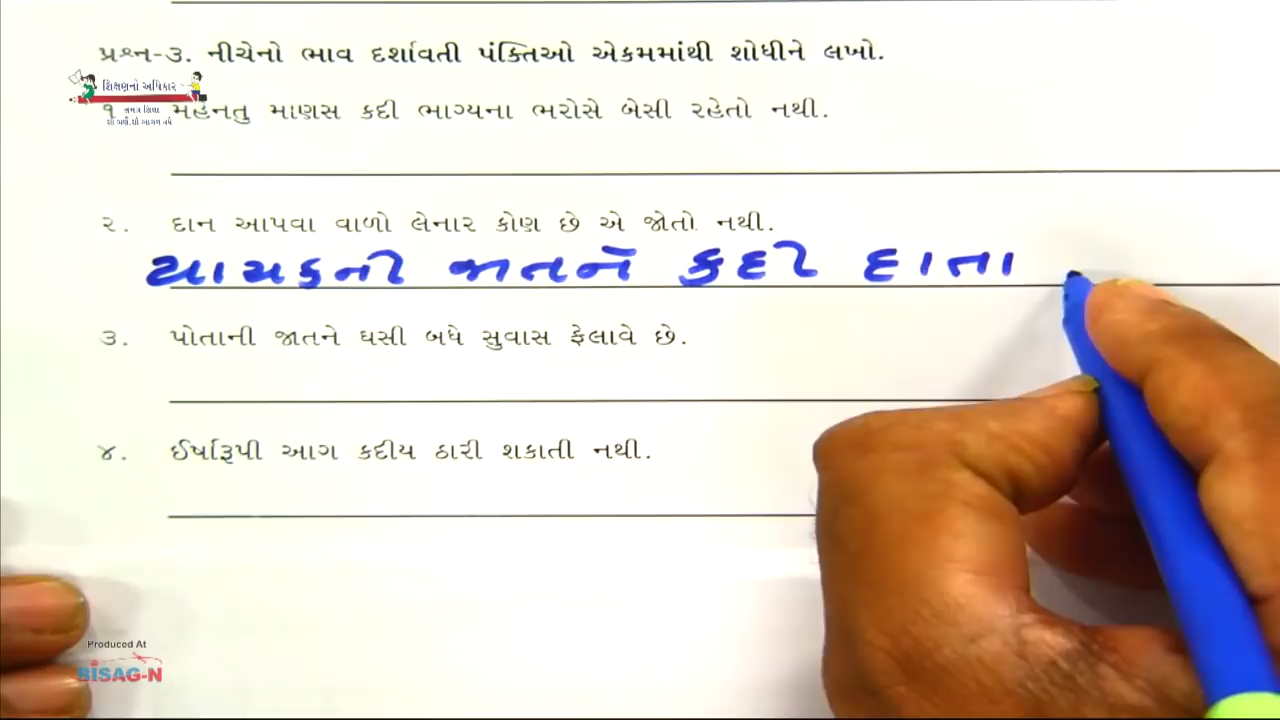 પ્રશ્ન-૩. નીચેનો ભાવ દર્શાવતી પંક્તિઓ એકમમાંથી શોધીને લખો.
શિક્ષણનો અધિકાર
૧ મહેનતુ માણસ કદી ભાગ્યના ભરોસે બેસી રહેતો નથી.
૨. દાન આપવા વાળો લેનાર કોણ છે એ જોતો નથી.
યાચકની જાતને કદી દાતા
૩. પોતાની જાતને ઘસી બધે સુવાસ ફેલાવે છે.
૪. ઈર્ષારૂપી આગ કદીય ઠારી શકાતી નથી.
Produced At
BISAG-N